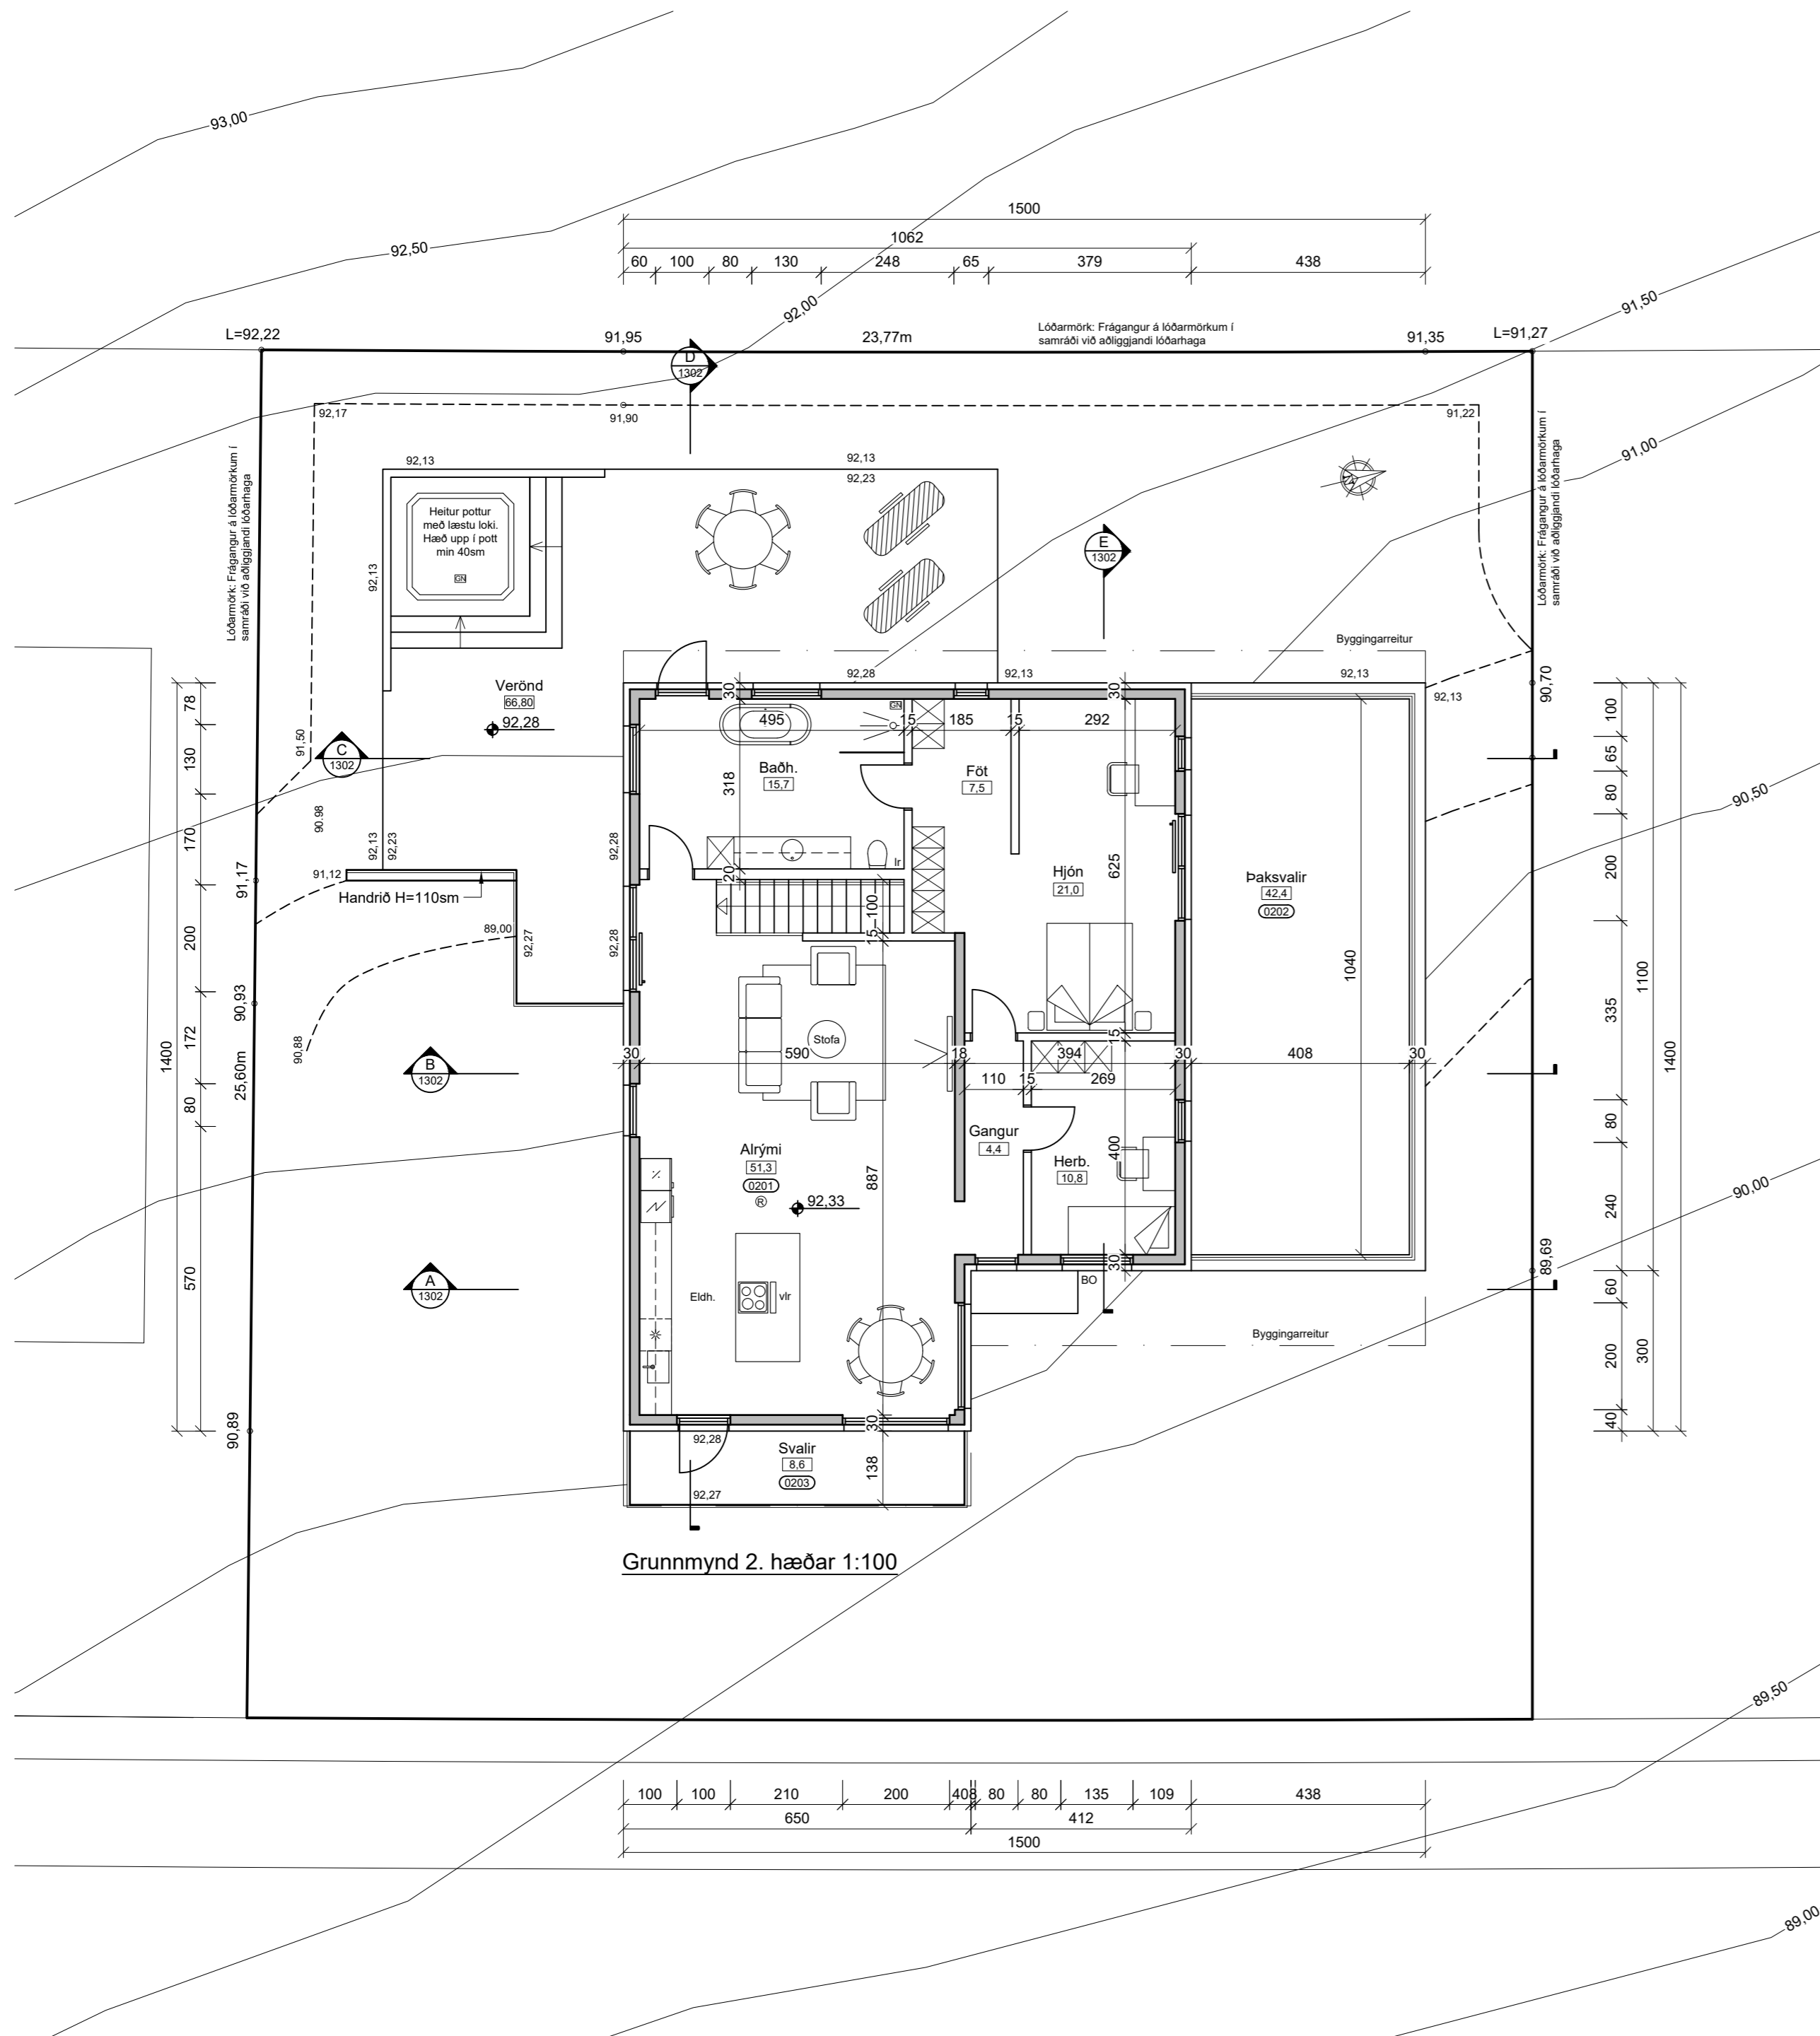 93,00
92,50
1500
1062
60 100 80 130 248 65 379 438
92,00
91,50
L=92,22
91,95
23,77m
Lóðarmörk: Frágangur á lóðarmörkum í
samráði við aðliggjandi lóðarhaga
91,35
L=91,27
D
1302
92,17
91,90
91,22
Lóðarmörk: Frágangur á lóðarmörkum í
samráði við aðliggjandi lóðarhaga
Lóðarmörk: Frágangur á lóðarmörkum í
samráði við aðliggjandi lóðarhaga
91,00
92,13
92,13
92,23
Heitur pottur
með læstu loki.
Hæð upp í pott
min 40sm
GN
92,13
E
1302
Byggingarreitur
92,28
92,13
92,13
92,13
90,70
Verönd
66,80
92,28
30
30
GN
495 15 185 15 292
91,50
C
1302
Baðh.
15,7
318
Föt
7,5
90.98
92,13
92,23
92,28
90,50
lr
20
625
Hjón
21,0
Þaksvalir
42,4
0202
91,17
91,12
Handrið H=110sm
100
15
89,00
92,27
92,28
1040
90,93
90,88
25,60m
B
1302
Stofa
15
30 590 18 394 30 408 30
110 15 269
Gangur
4,4
Alrými
51,3
0201
R
92,33
887
Herb.
10,8
400
90,00
A
1302
Eldh.
vlr
30
BO
89,69
Byggingarreitur
90,89
92,28
30
Svalir
8,6
0203
138
92,27
1400
78
130
170
200
172
80
570
100
65
80
200
335
80
240
60
200
40
1100
300
1400
Grunnmynd 2. hæðar 1:100
89,50
100 100 210 200 40 8 80 80 135 109 438
650 412
1500
89,00